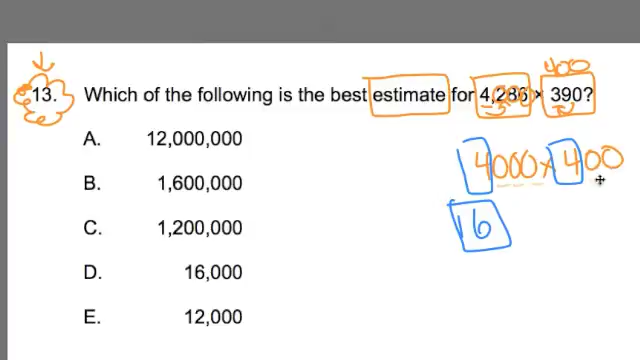 400
13. Which of the following is the best estimate for 4,286 × 390?
A. 12,000,000
4000 x 400
B. 1,600,000
16
C. 1,200,000
D. 16,000
E. 12,000